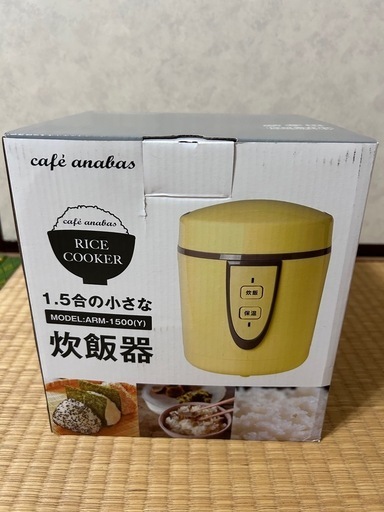 café anabas
café anabas
RICE
COOKER
1.5合の小さな
MODEL:ARM-1500(Y)
炊飯器
炊飯
保温